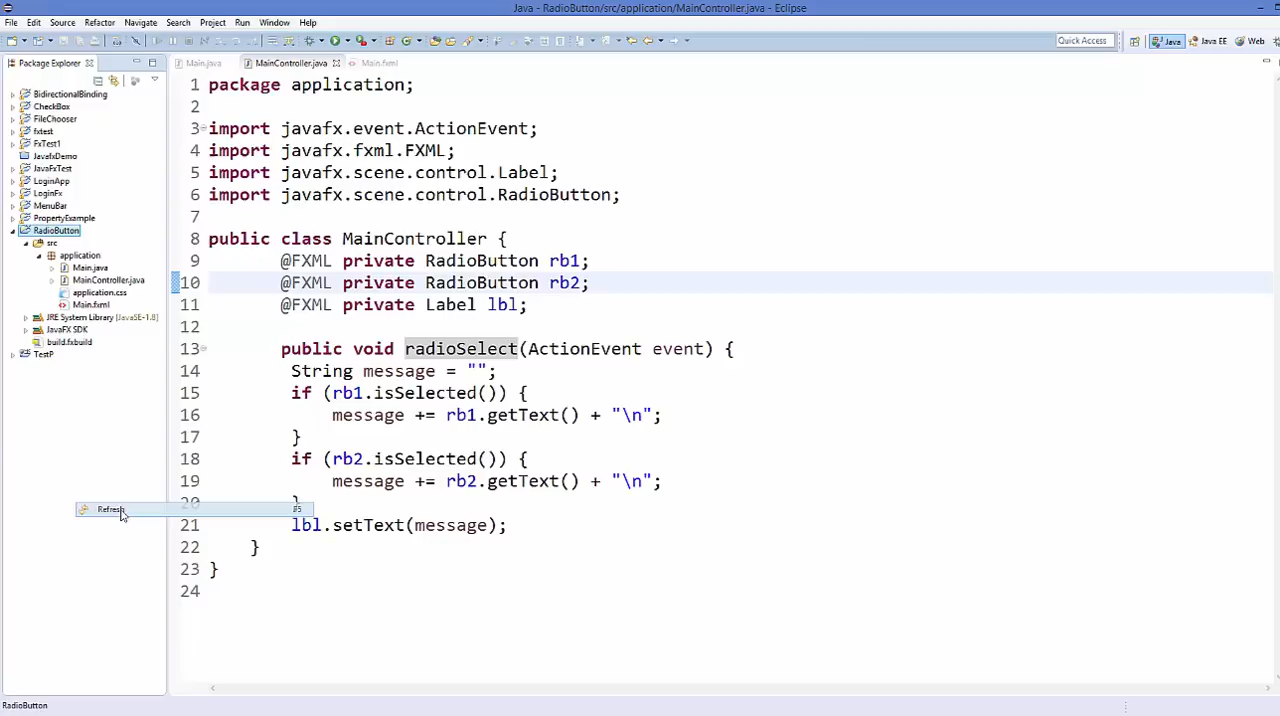 Java - RadioButton/src/application/MainController.java - Eclipse
File Edit Source Refactor Navigate Search Project Run Window Help
Quick Access Java Java EE Web
Package Explorer
Main.java MainController.java Main.fxml
BidirectionalBinding
CheckBox
FileChooser
fxtest
FxTest1
JavafxDemo
JavaFxTest
LoginApp
LoginFx
MenuBar
PropertyExample
RadioButton
src
application
Main.java
MainController.java
application.css
Main.fxml
JRE System Library [JavaSE-1.8]
JavaFX SDK
build.fxbuild
TestP
Refresh F5
1 package application;
2
3 import javafx.event.ActionEvent;
4 import javafx.fxml.FXML;
5 import javafx.scene.control.Label;
6 import javafx.scene.control.RadioButton;
7
8 public class MainController {
9 @FXML private RadioButton rb1;
10 @FXML private RadioButton rb2;
11 @FXML private Label lbl;
12
13 public void radioSelect(ActionEvent event) {
14 String message = "";
15 if (rb1.isSelected()) {
16 message += rb1.getText() + "\n";
17 }
18 if (rb2.isSelected()) {
19 message += rb2.getText() + "\n";
20 }
21 lbl.setText(message);
22 }
23 }
24
RadioButton